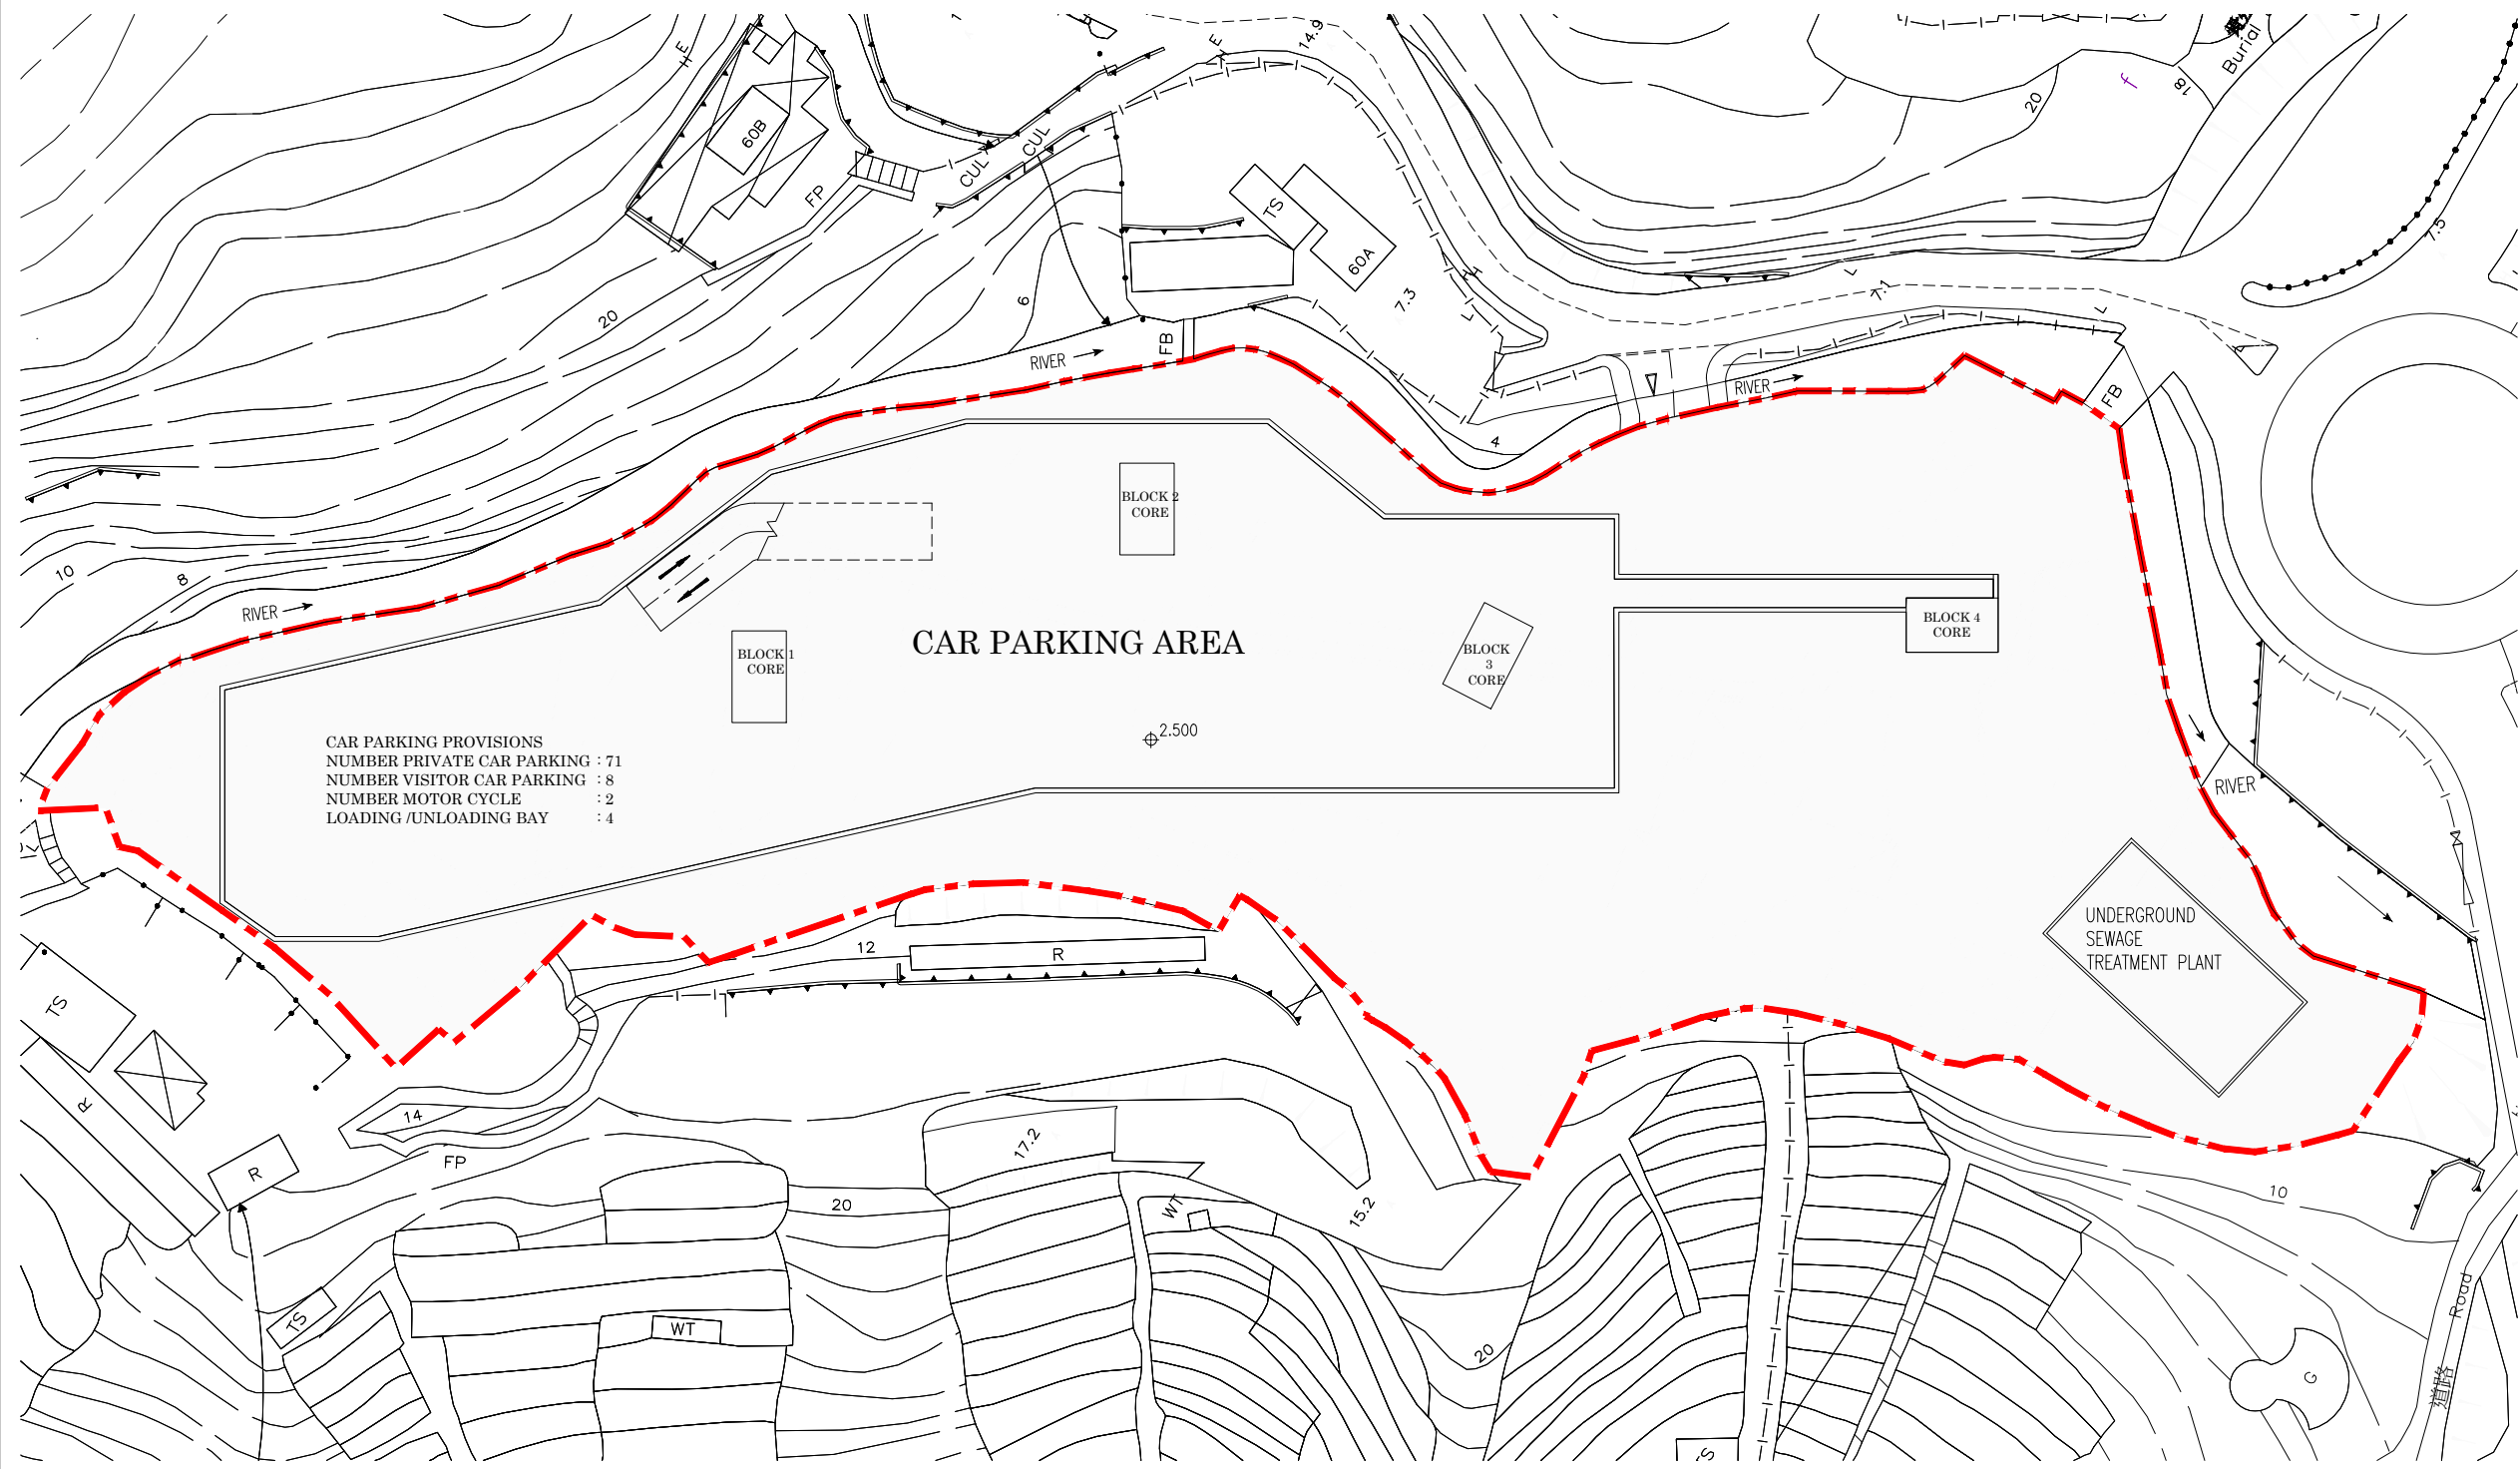 HE
60B
FP
CUL
CUL
E
14.9
TS
60A
7.3
L
20
18
Burial
f
7.5
7.1
L
L
FB
RIVER
RIVER
FB
4
6
20
10
8
RIVER
BLOCK 2
CORE
BLOCK 1
CORE
CAR PARKING AREA
BLOCK
3
CORE
BLOCK 4
CORE
2.500
CAR PARKING PROVISIONS
NUMBER PRIVATE CAR PARKING : 71
NUMBER VISITOR CAR PARKING : 8
NUMBER MOTOR CYCLE : 2
LOADING /UNLOADING BAY : 4
RIVER
UNDERGROUND
SEWAGE
TREATMENT PLANT
12
R
TS
R
R
14
FP
17.2
15.2
20
WT
WT
TS
20
10
Road
道路
G